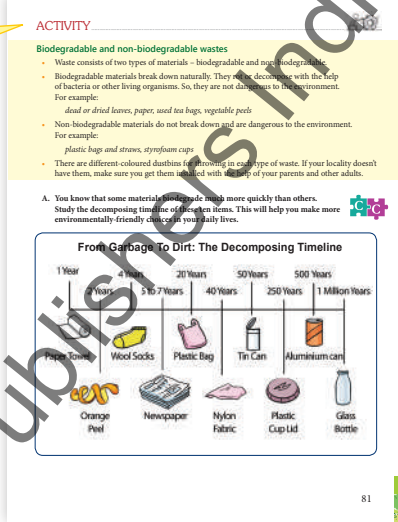 ACTIVITY
Biodegradable and non-biodegradable wastes
• Waste consists of two types of materials – biodegradable and non-biodegradable.
• Biodegradable materials break down naturally. They rot or decompose with the help
of bacteria or other living organisms. So, they are not dangerous to the environment.
For example:
dead or dried leaves, paper, used tea bags, vegetable peels
• Non-biodegradable materials do not break down and are dangerous to the environment.
For example:
plastic bags and straws, styrofoam cups
• There are different-coloured dustbins for throwing in each type of waste. If your locality doesn't
have them, make sure you get them installed with the help of your parents and other adults.
A. You know that some materials biodegrade much more quickly than others.
Study the decomposing timeline of these ten items. This will help you make more
environmentally-friendly choices in your daily lives.
C C
From Garbage To Dirt: The Decomposing Timeline
1 Year 4 Years 20 Years 50 Years 500 Years
2 Years 5 to 7 Years 40 Years 250 Years 1 Million Years
Paper Towel Wool Socks Plastic Bag Tin Can Aluminium can
Orange Peel Newspaper Nylon Fabric Plastic Cup Lid Glass Bottle
81
ublishers Indi